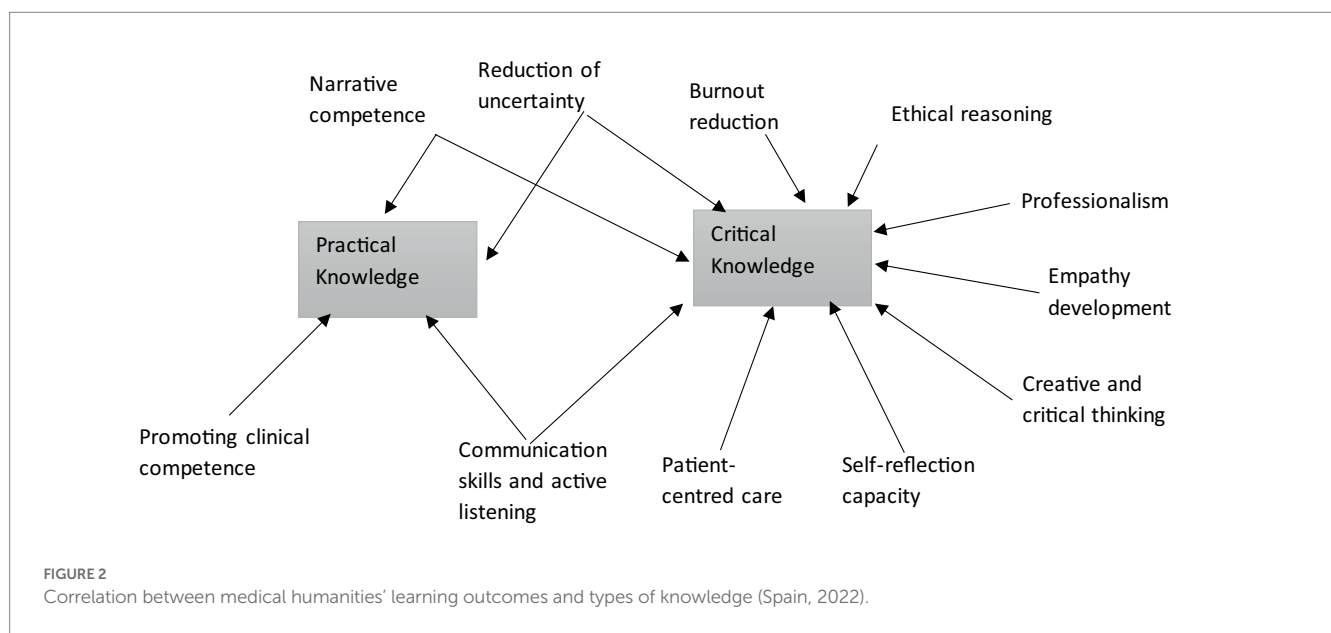 Narrative
competence
Reduction of
uncertainty
Burnout
reduction
Ethical reasoning
Professionalism
Practical
Knowledge
Critical
Knowledge
Empathy
development
Creative and
critical thinking
Promoting clinical
competence
Communication
skills and active
listening
Patient-
centred care
Self-reflection
capacity
FIGURE 2
Correlation between medical humanities’ learning outcomes and types of knowledge (Spain, 2022).